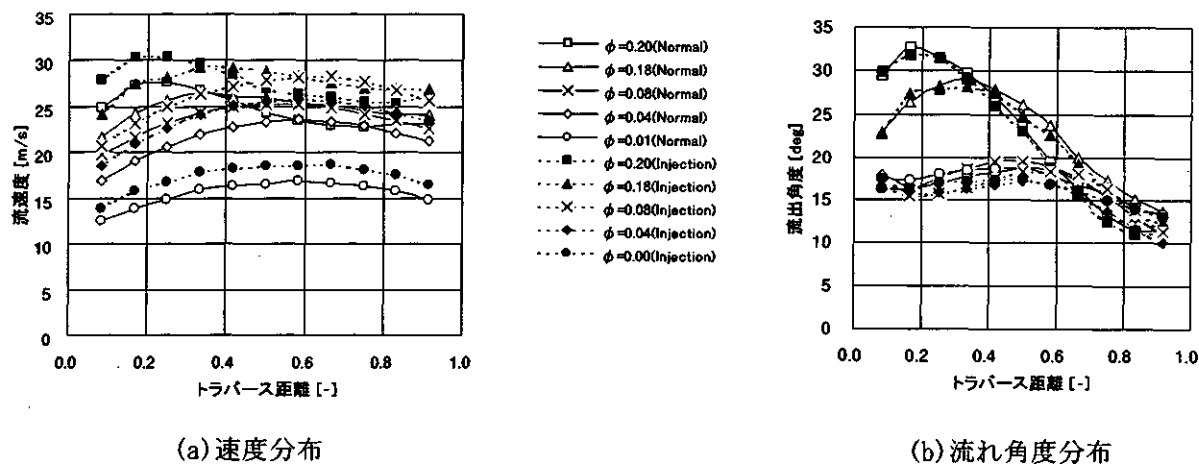 35
30
25
20
15
10
5
0
流速度 [m/s]
0.0 0.2 0.4 0.6 0.8 1.0
トラバース距離 [-]
φ=0.20(Normal)
φ=0.18(Normal)
φ=0.08(Normal)
φ=0.04(Normal)
φ=0.01(Normal)
φ=0.20(Injection)
φ=0.18(Injection)
φ=0.08(Injection)
φ=0.04(Injection)
φ=0.00(Injection)
35
30
25
20
15
10
5
0
流出角度 [deg]
0.0 0.2 0.4 0.6 0.8 1.0
トラバース距離 [-]
(a)速度分布
(b)流れ角度分布